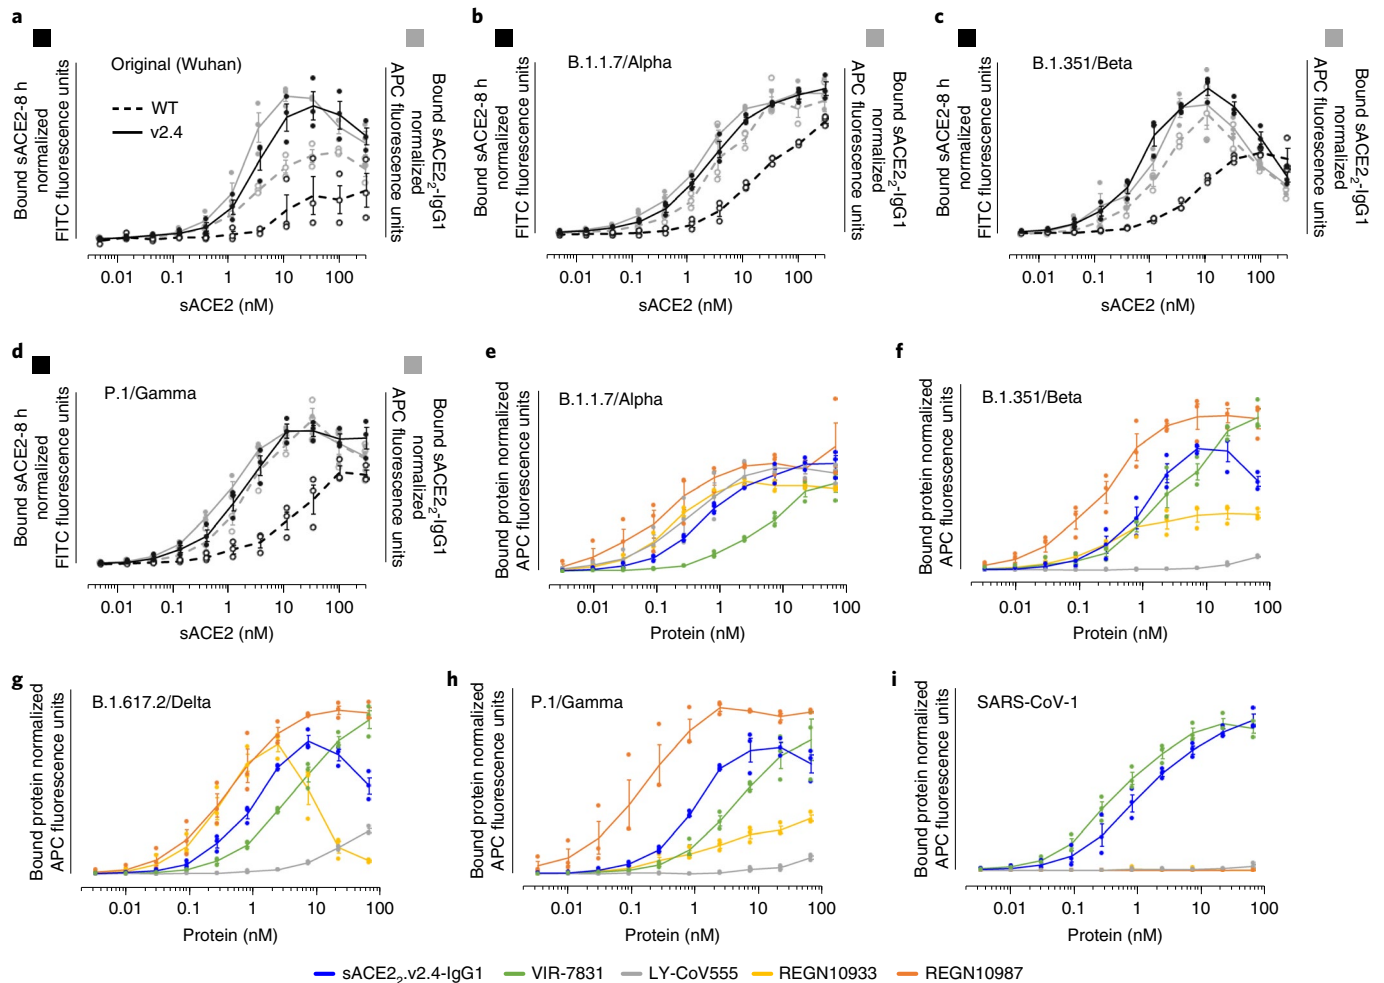 a
Original (Wuhan)
WT
v2.4
Bound sACE2-8 h
normalized
FITC fluorescence units
APC fluorescence units
normalized
Bound sACE2₂-IgG1
0.01 0.1 1 10 100
sACE2 (nM)
b
B.1.1.7/Alpha
Bound sACE2-8 h
normalized
FITC fluorescence units
APC fluorescence units
normalized
Bound sACE2₂-IgG1
0.01 0.1 1 10 100
sACE2 (nM)
c
B.1.351/Beta
Bound sACE2-8 h
normalized
FITC fluorescence units
APC fluorescence units
normalized
Bound sACE2₂-IgG1
0.01 0.1 1 10 100
sACE2 (nM)
d
P.1/Gamma
Bound sACE2-8 h
normalized
FITC fluorescence units
APC fluorescence units
normalized
Bound sACE2₂-IgG1
0.01 0.1 1 10 100
sACE2 (nM)
e
B.1.1.7/Alpha
Bound protein normalized
APC fluorescence units
0.01 0.1 1 10 100
Protein (nM)
f
B.1.351/Beta
Bound protein normalized
APC fluorescence units
0.01 0.1 1 10 100
Protein (nM)
g
B.1.617.2/Delta
Bound protein normalized
APC fluorescence units
0.01 0.1 1 10 100
Protein (nM)
h
P.1/Gamma
Bound protein normalized
APC fluorescence units
0.01 0.1 1 10 100
Protein (nM)
i
SARS-CoV-1
Bound protein normalized
APC fluorescence units
0.01 0.1 1 10 100
Protein (nM)
sACE2₂.v2.4-IgG1 VIR-7831 LY-CoV555 REGN10933 REGN10987